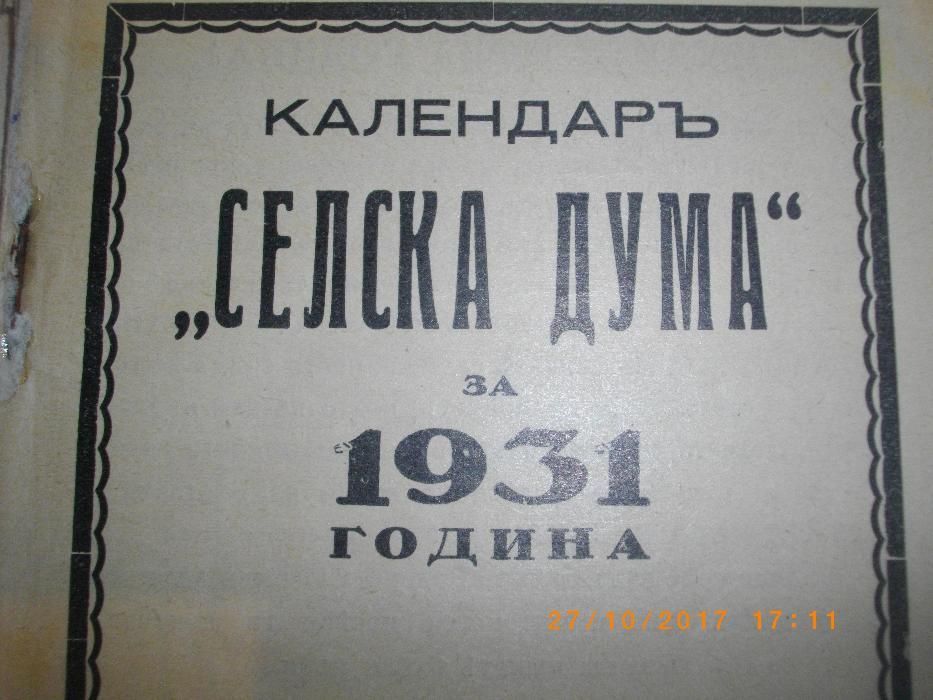 КАЛЕНДАРЪ
„СЕЛСКА ДУМА“
ЗА
1931
ГОДИНА
27/10/2017 17:11